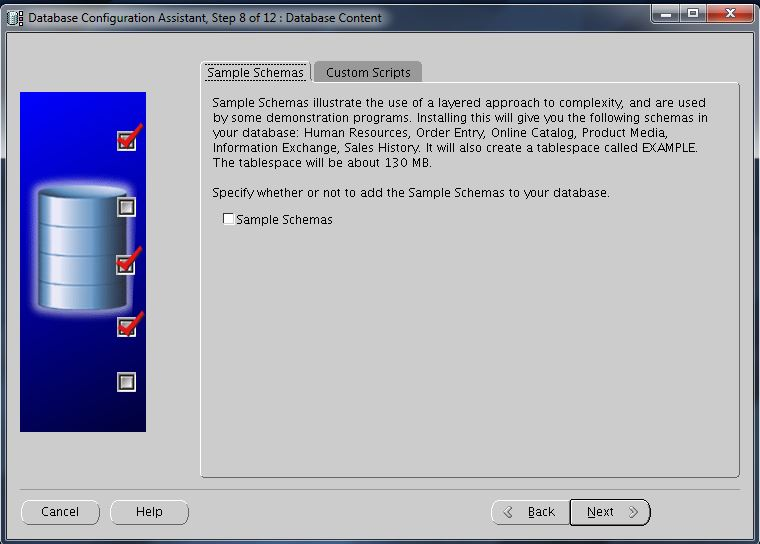 Database Configuration Assistant, Step 8 of 12 : Database Content
Sample Schemas
Custom Scripts
Sample Schemas illustrate the use of a layered approach to complexity, and are used
by some demonstration programs. Installing this will give you the following schemas in
your database: Human Resources, Order Entry, Online Catalog, Product Media,
Information Exchange, Sales History. It will also create a tablespace called EXAMPLE.
The tablespace will be about 130 MB.
Specify whether or not to add the Sample Schemas to your database.
Sample Schemas
Cancel
Help
Back
Next